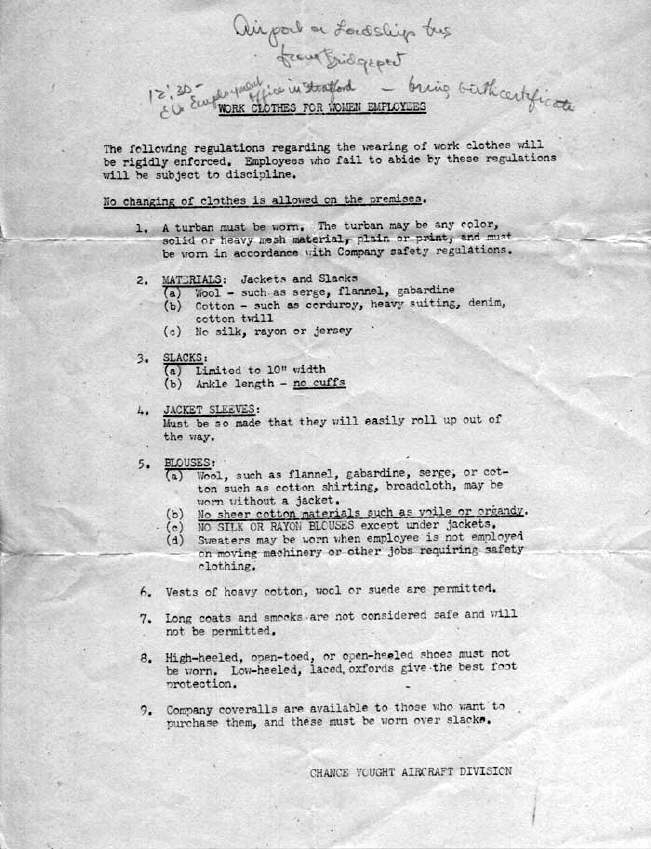 Airport or Lordship bus
from Bridgeport
12:30 -
Employment Office in Stratford - bring birth certificate
WORK CLOTHES FOR WOMEN EMPLOYEES
The following regulations regarding the wearing of work clothes will
be rigidly enforced. Employees who fail to abide by these regulations
will be subject to discipline.
No changing of clothes is allowed on the premises.
1. A turban must be worn. The turban may be any color,
solid or heavy mesh material, plain or print, and must
be worn in accordance with Company safety regulations.
2. MATERIALS: Jackets and Slacks
(a) Wool - such as serge, flannel, gabardine
(b) Cotton - such as corduroy, heavy suiting, denim,
cotton twill
(c) No silk, rayon or jersey
3. SLACKS:
(a) Limited to 10" width
(b) Ankle length - no cuffs
4. JACKET SLEEVES:
Must be so made that they will easily roll up out of
the way.
5. BLOUSES:
(a) Wool, such as flannel, gabardine, serge, or cot-
ton such as cotton shirting, broadcloth, may be
worn without a jacket.
(b) No sheer cotton materials such as voile or organdy.
(c) NO SILK OR RAYON BLOUSES except under jackets.
(d) Sweaters may be worn when employee is not employed
on moving machinery or other jobs requiring safety
clothing.
6. Vests of heavy cotton, wool or suede are permitted.
7. Long coats and smocks are not considered safe and will
not be permitted.
8. High-heeled, open-toed, or open-heeled shoes must not
be worn. Low-heeled, laced oxfords give the best foot
protection.
9. Company coveralls are available to those who want to
purchase them, and these must be worn over slacks.
CHANCE VOUGHT AIRCRAFT DIVISION